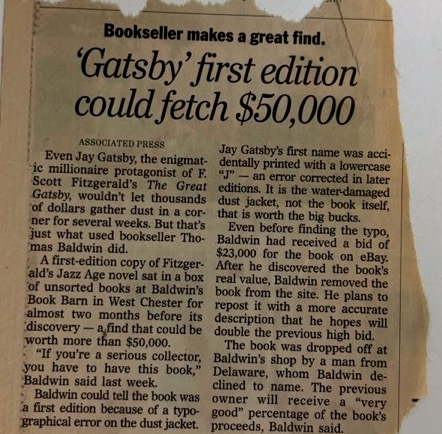 Bookseller makes a great find.
‘Gatsby’ first edition
could fetch $50,000
ASSOCIATED PRESS
Even Jay Gatsby, the enigmat-
ic millionaire protagonist of F.
Scott Fitzgerald's The Great
Gatsby, wouldn't let thousands
of dollars gather dust in a cor-
ner for several weeks. But that's
just what used bookseller Tho-
mas Baldwin did.
A first-edition copy of Fitzger-
ald's Jazz Age novel sat in a box
of unsorted books at Baldwin's
Book Barn in West Chester for
almost two months before its
discovery — a find that could be
worth more than $50,000.
"If you're a serious collector,
you have to have this book,"
Baldwin said last week.
Baldwin could tell the book was
a first edition because of a typo-
graphical error on the dust jacket.
Jay Gatsby's first name was acci-
dentally printed with a lowercase
"J" — an error corrected in later
editions. It is the water-damaged
dust jacket, not the book itself,
that is worth the big bucks.
Even before finding the typo,
Baldwin had received a bid of
$23,000 for the book on eBay.
After he discovered the book's
real value, Baldwin removed the
book from the site. He plans to
repost it with a more accurate
description that he hopes will
double the previous high bid.
The book was dropped off at
Baldwin's shop by a man from
Delaware, whom Baldwin de-
clined to name. The previous
owner will receive a "very
good" percentage of the book's
proceeds, Baldwin said.